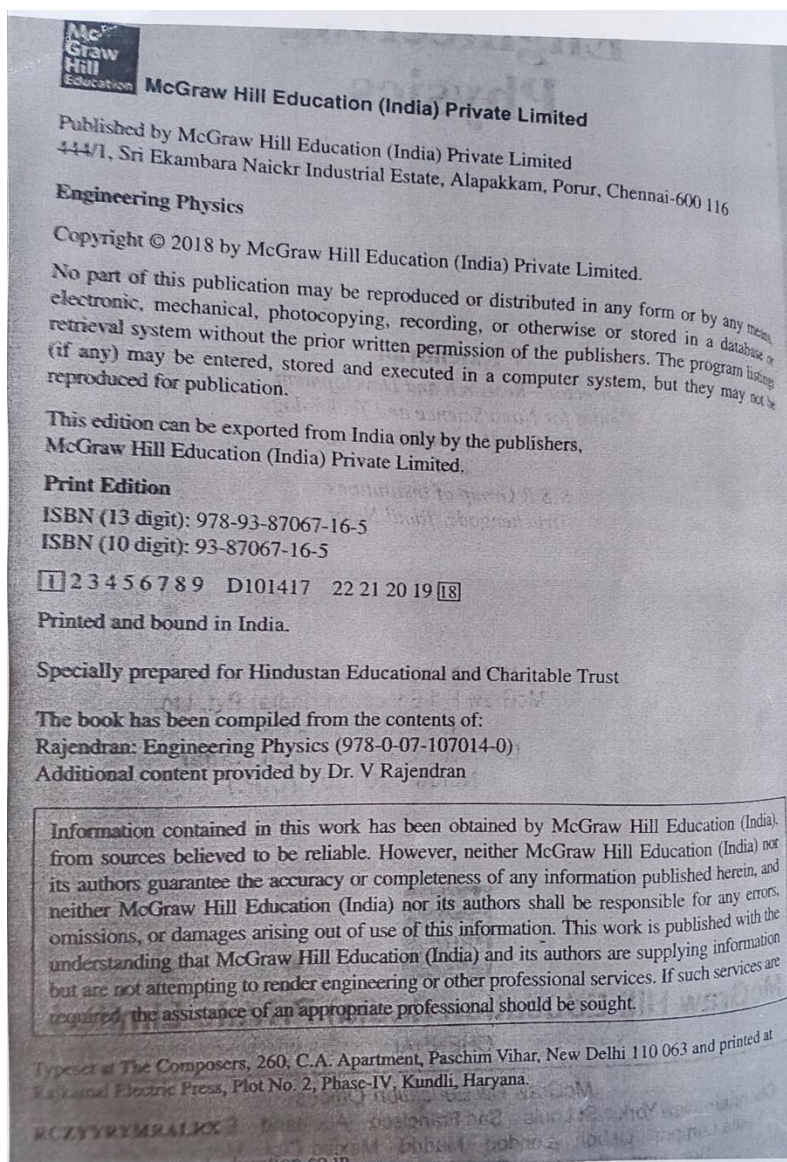 Mc
Graw
Hill
Education
McGraw Hill Education (India) Private Limited
Published by McGraw Hill Education (India) Private Limited
444/1, Sri Ekambara Naickr Industrial Estate, Alapakkam, Porur, Chennai-600 116
Engineering Physics
Copyright © 2018 by McGraw Hill Education (India) Private Limited.
No part of this publication may be reproduced or distributed in any form or by any means,
electronic, mechanical, photocopying, recording, or otherwise or stored in a database or
retrieval system without the prior written permission of the publishers. The program listings
(if any) may be entered, stored and executed in a computer system, but they may not be
reproduced for publication.
This edition can be exported from India only by the publishers,
McGraw Hill Education (India) Private Limited.
Print Edition
ISBN (13 digit): 978-93-87067-16-5
ISBN (10 digit): 93-87067-16-5
1 2 3 4 5 6 7 8 9 D101417 22 21 20 19 18
Printed and bound in India.
Specially prepared for Hindustan Educational and Charitable Trust
The book has been compiled from the contents of:
Rajendran: Engineering Physics (978-0-07-107014-0)
Additional content provided by Dr. V Rajendran
Information contained in this work has been obtained by McGraw Hill Education (India),
from sources believed to be reliable. However, neither McGraw Hill Education (India) nor
its authors guarantee the accuracy or completeness of any information published herein, and
neither McGraw Hill Education (India) nor its authors shall be responsible for any errors,
omissions, or damages arising out of use of this information. This work is published with the
understanding that McGraw Hill Education (India) and its authors are supplying information
but are not attempting to render engineering or other professional services. If such services are
required, the assistance of an appropriate professional should be sought.
Typeset at The Composers, 260, C.A. Apartment, Paschim Vihar, New Delhi 110 063 and printed at
Rajkamal Electric Press, Plot No. 2, Phase-IV, Kundli, Haryana.
RCZYYRYMRALRX